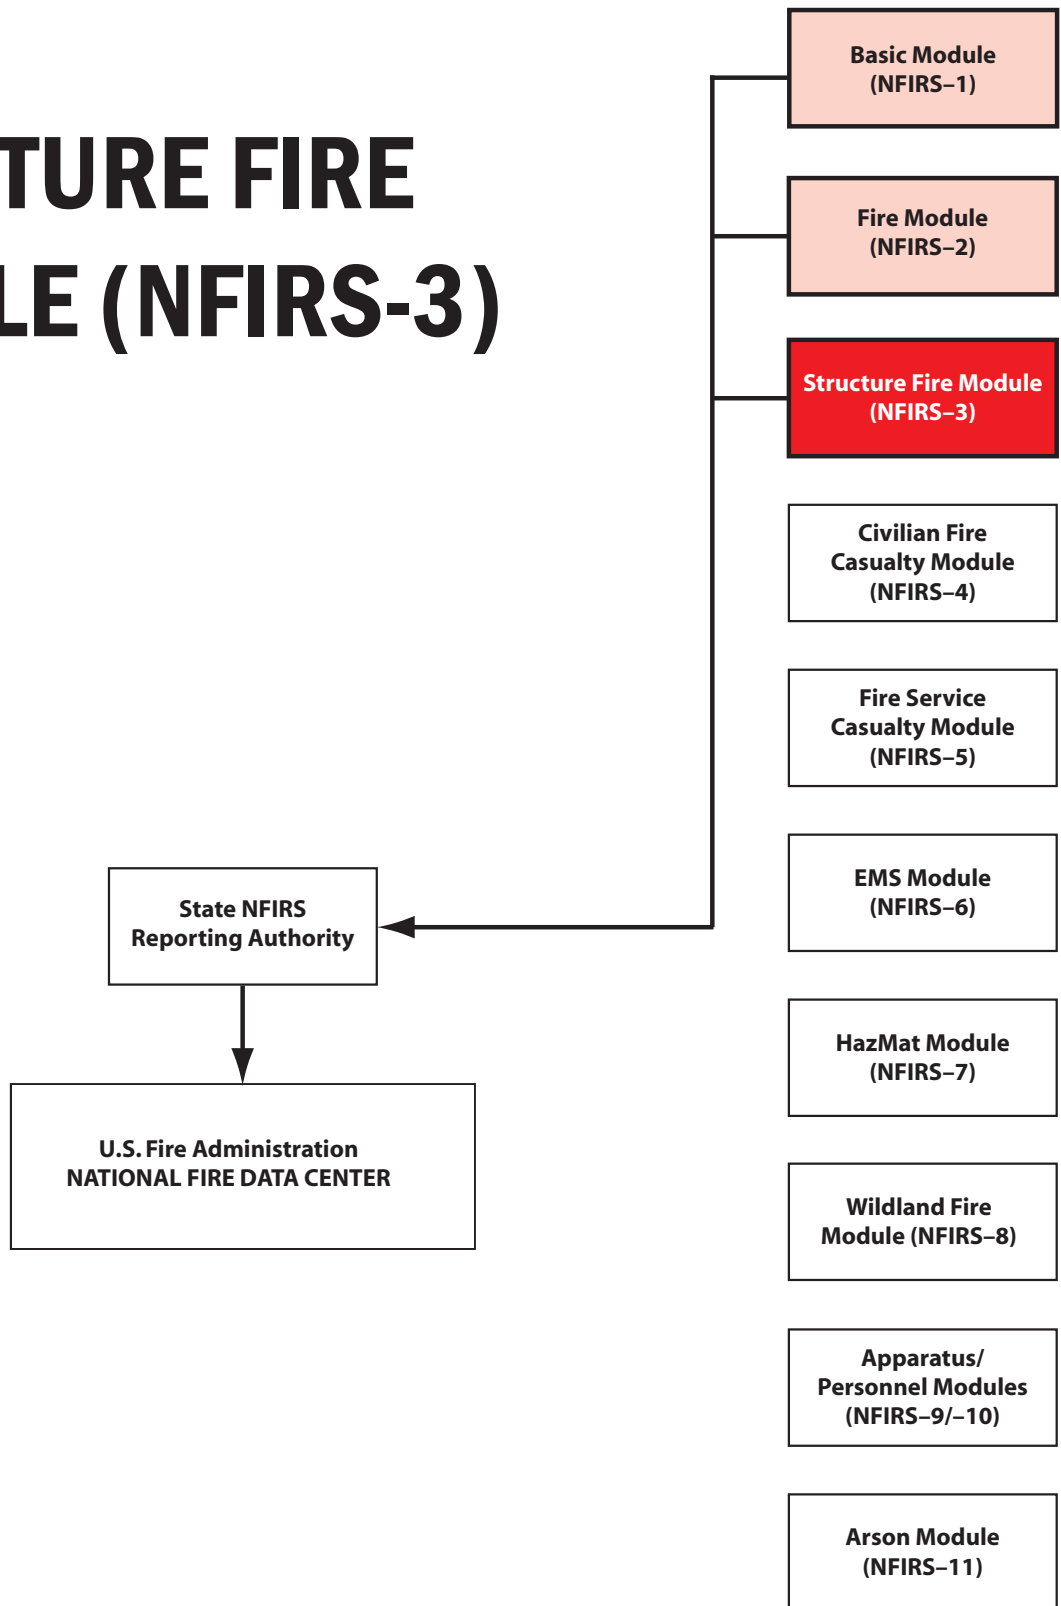 TURE FIRE
LE (NFIRS-3)
Basic Module
(NFIRS–1)
Fire Module
(NFIRS–2)
Structure Fire Module
(NFIRS–3)
Civilian Fire
Casualty Module
(NFIRS–4)
Fire Service
Casualty Module
(NFIRS–5)
EMS Module
(NFIRS–6)
HazMat Module
(NFIRS–7)
Wildland Fire
Module (NFIRS–8)
Apparatus/
Personnel Modules
(NFIRS–9/–10)
Arson Module
(NFIRS–11)
State NFIRS
Reporting Authority
U.S. Fire Administration
NATIONAL FIRE DATA CENTER